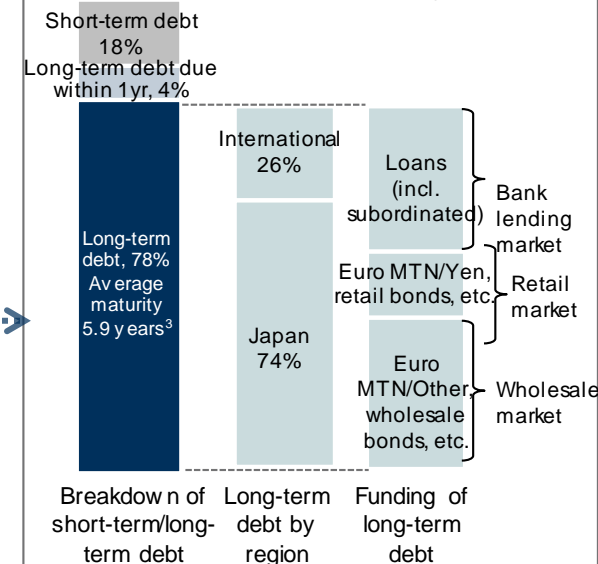 Short-term debt
18%
Long-term debt due
within 1yr, 4%
Long-term
debt, 78%
Average
maturity
5.9 years3
International
26%
Japan
74%
Loans
(incl.
subordinated)
Euro MTN/Yen,
retail bonds, etc.
Euro
MTN/Other,
wholesale
bonds, etc.
Bank
lending
market
Retail
market
Wholesale
market
Breakdown of
short-term/long-
term debt
Long-term
debt by
region
Funding of
long-term
debt